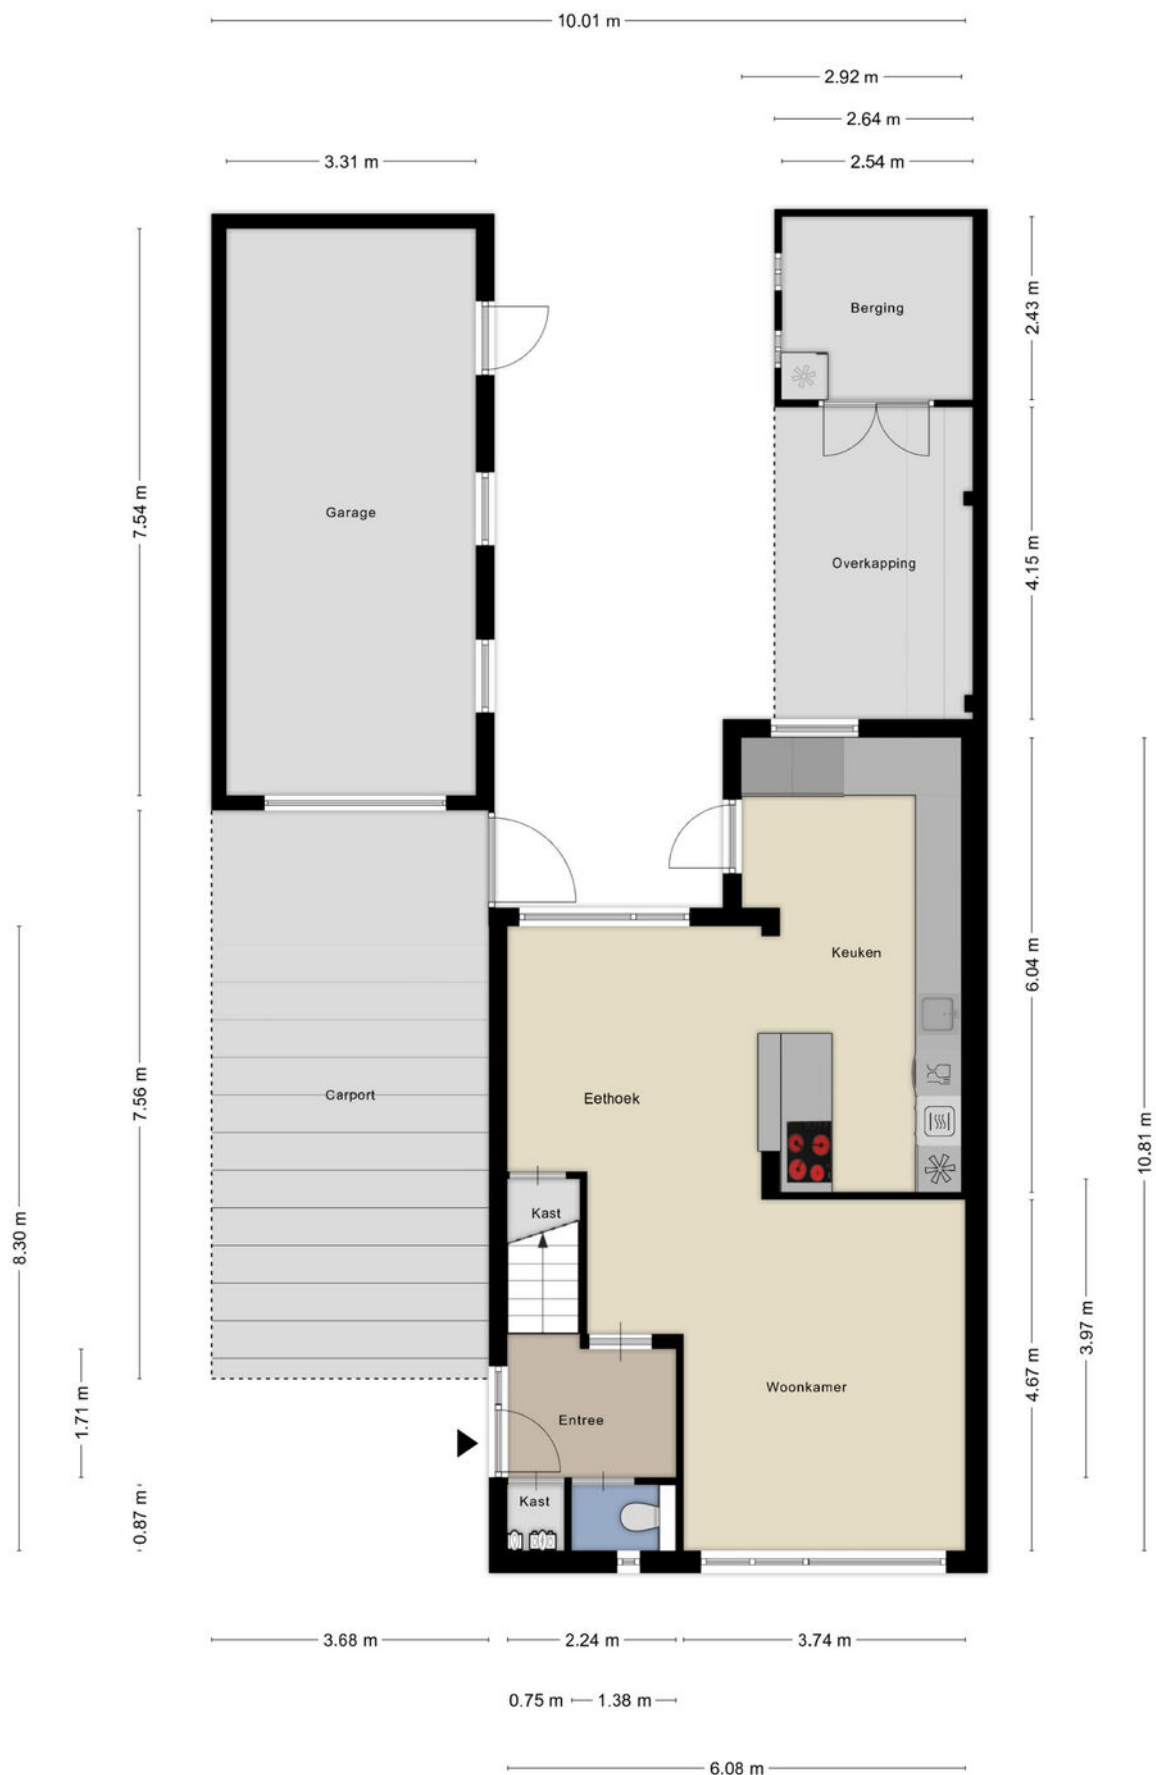 10.01 m
2.92 m
2.64 m
2.54 m
3.31 m
2.43 m
Berging
7.54 m
Garage
4.15 m
Overkapping
Keuken
6.04 m
7.56 m
Carport
Eethoek
10.81 m
Kast
8.30 m
3.97 m
4.67 m
Woonkamer
1.71 m
Entree
Kast
0.87 m
3.68 m
2.24 m
3.74 m
0.75 m
1.38 m
6.08 m